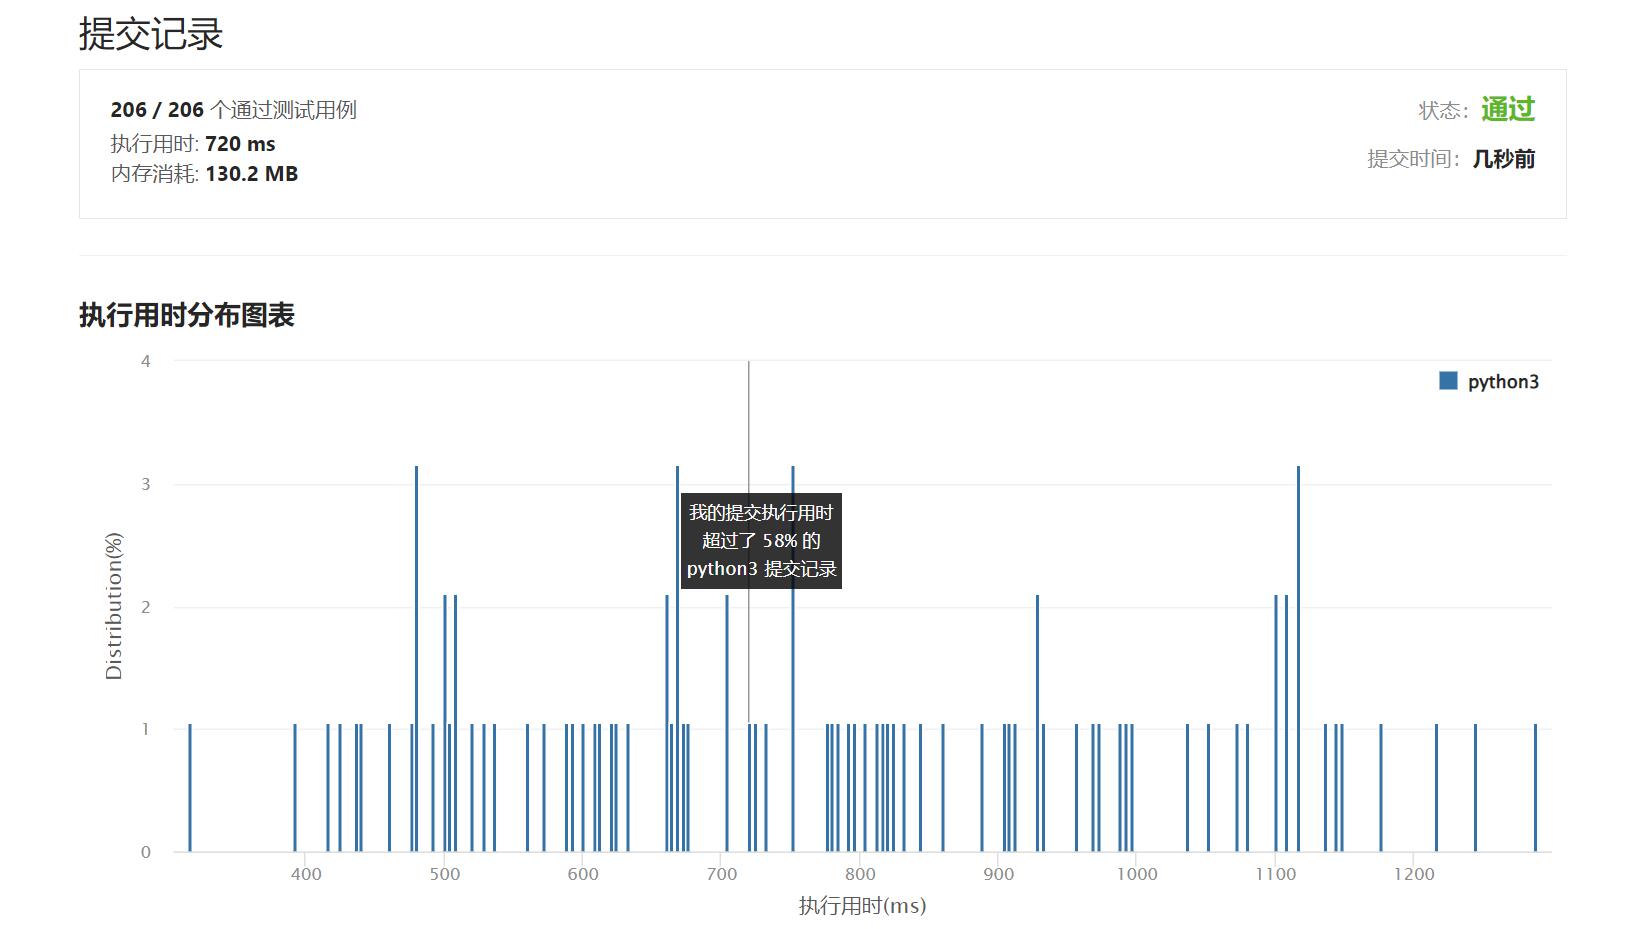 提交记录
206 / 206 个通过测试用例
状态：通过
执行用时: 720 ms
提交时间：几秒前
内存消耗: 130.2 MB
执行用时分布图表
4
python3
3
我的提交执行用时
超过了 58% 的
python3 提交记录
Distribution(%)
2
1
0
400 500 600 700 800 900 1000 1100 1200
执行用时(ms)